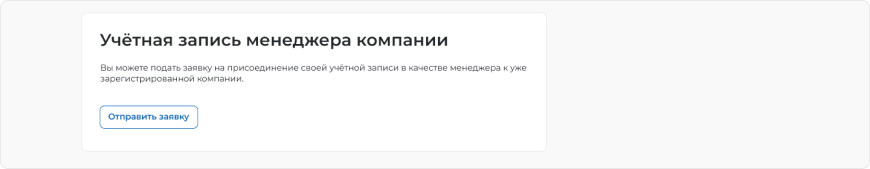 Учётная запись менеджера компании
Вы можете подать заявку на присоединение своей учётной записи в качестве менеджера к уже
зарегистрированной компании.
Отправить заявку